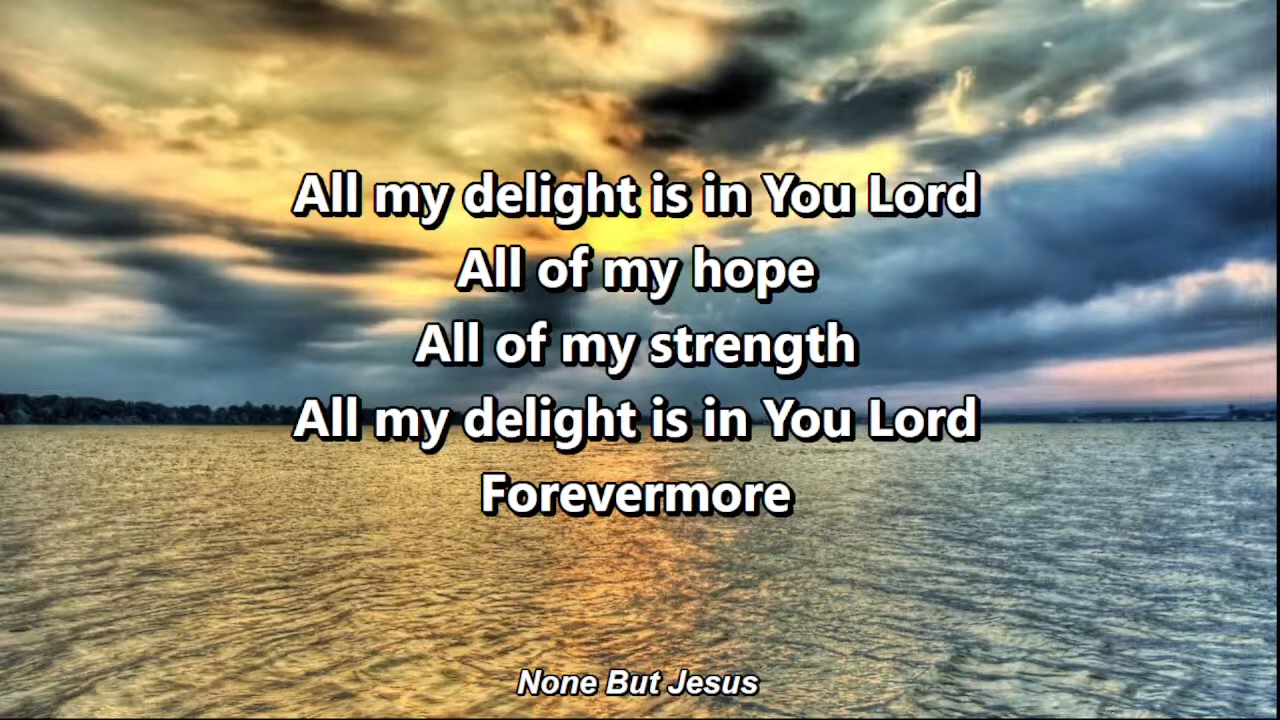 All my delight is in You Lord
All of my hope
All of my strength
All my delight is in You Lord
Forevermore
None But Jesus